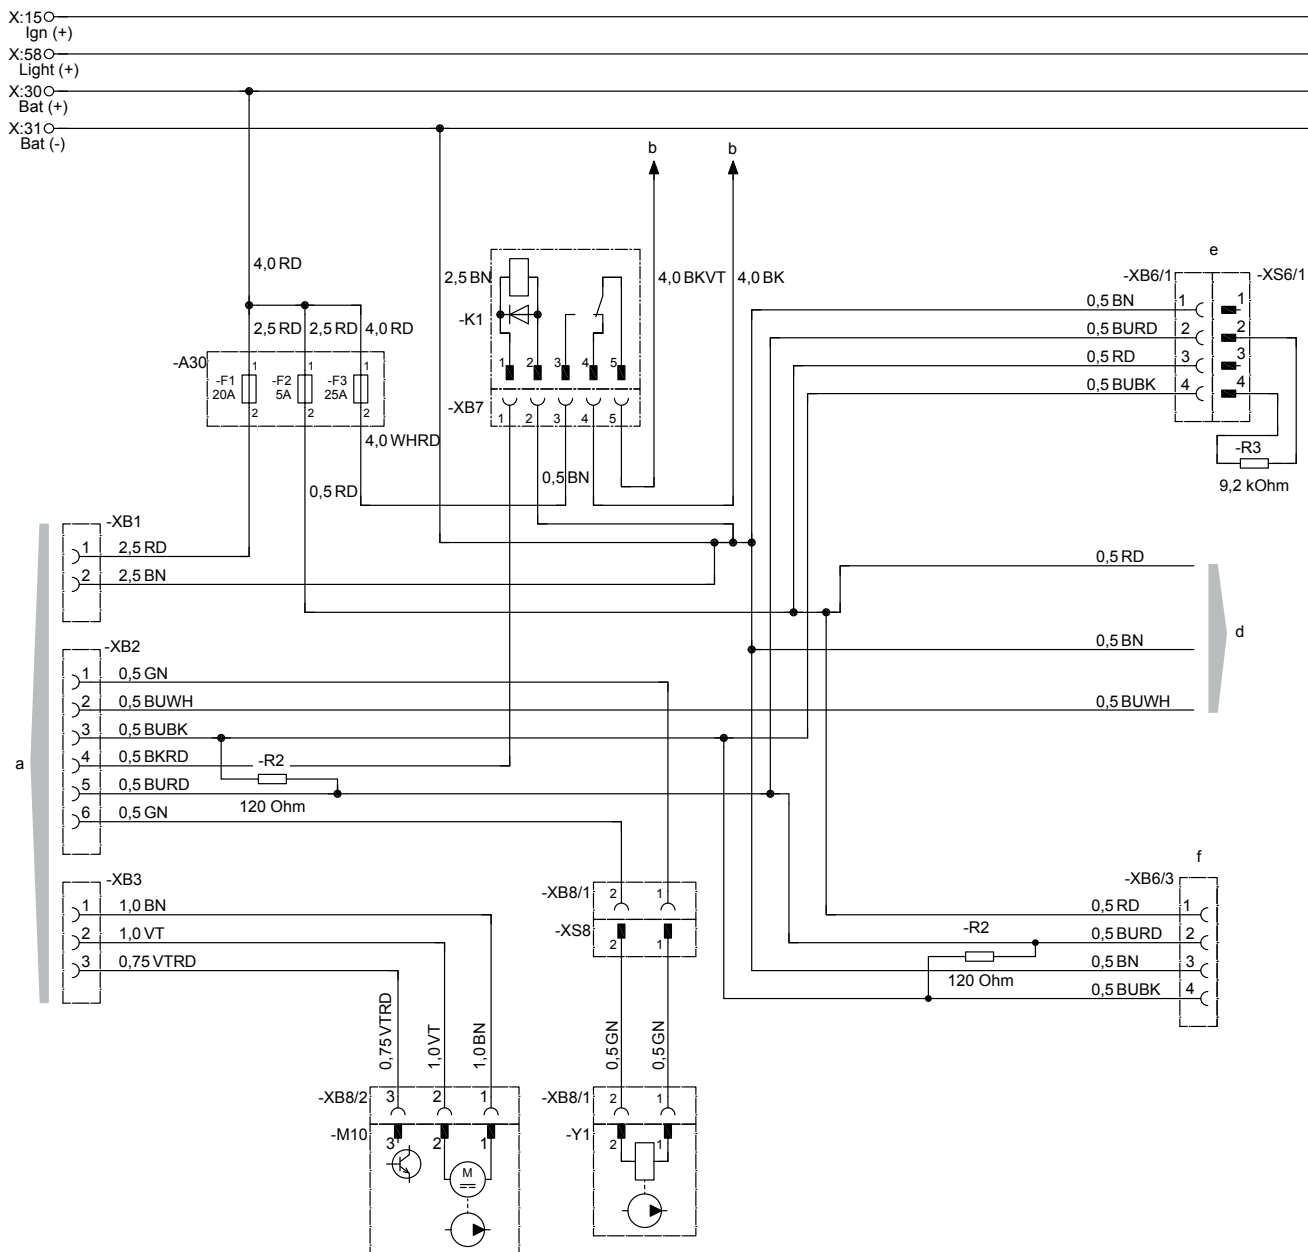 X:15
Ign (+)
X:58
Light (+)
X:30
Bat (+)
X:31
Bat (-)
b b
e
4,0 RD
2,5 BN
4,0 BKVT 4,0 BK
-XB6/1 -XS6/1
0,5 BN 1 1
-K1
2,5 RD 2,5 RD 4,0 RD
0,5 BURD 2 2
0,5 RD 3 3
-A30
1 1 1
1 2 3 4 5
-F1 -F2 -F3
20A 5A 25A
0,5 BUBK 4 4
2 2 2
-XB7
1 2 3 4 5
4,0 WHRD
-R3
0,5 BN
9,2 kOhm
0,5 RD
-XB1
1 2,5 RD
0,5 RD
2 2,5 BN
d
-XB2
0,5 BN
1 0,5 GN
2 0,5 BUWH
0,5 BUWH
3 0,5 BUBK
a
4 0,5 BKRD
-R2
5 0,5 BURD
120 Ohm
6 0,5 GN
f
-XB3
-XB6/3
-XB8/1 2 1
1 1,0 BN
0,5 RD 1
-XS8
2 1
2 1,0 VT
-R2
0,5 BURD 2
3 0,75 VTRD
0,5 BN 3
120 Ohm
0,5 BUBK 4
0,75 VTRD
1,0 VT
1,0 BN
0,5 GN
0,5 GN
-XB8/2 3 2 1
-XB8/1 2 1
-M10
3 2 1
-Y1
2 1
M